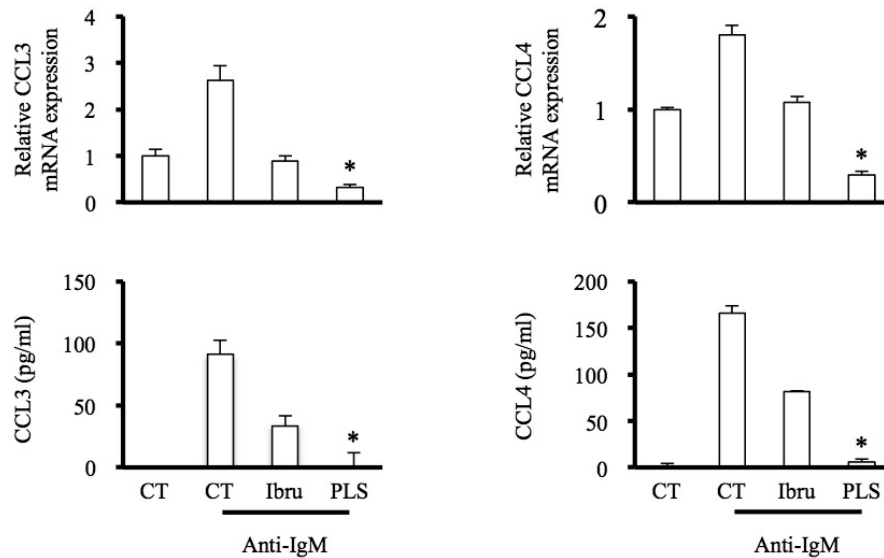 Relative CCL3
mRNA expression
4
3
2
1
0
*
Relative CCL4
mRNA expression
2
1
0
*
CCL3 (pg/ml)
150
100
50
0
*
CT
CT
Ibru
PLS
Anti-IgM
CCL4 (pg/ml)
200
150
100
50
0
*
CT
CT
Ibru
PLS
Anti-IgM